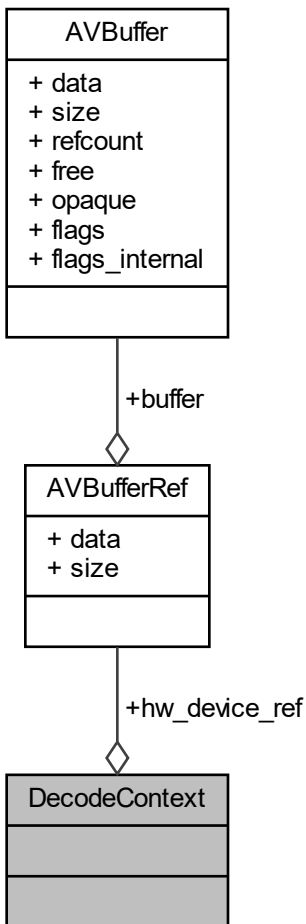 AVBuffer
+ data
+ size
+ refcount
+ free
+ opaque
+ flags
+ flags_internal
+buffer
AVBufferRef
+ data
+ size
+hw_device_ref
DecodeContext